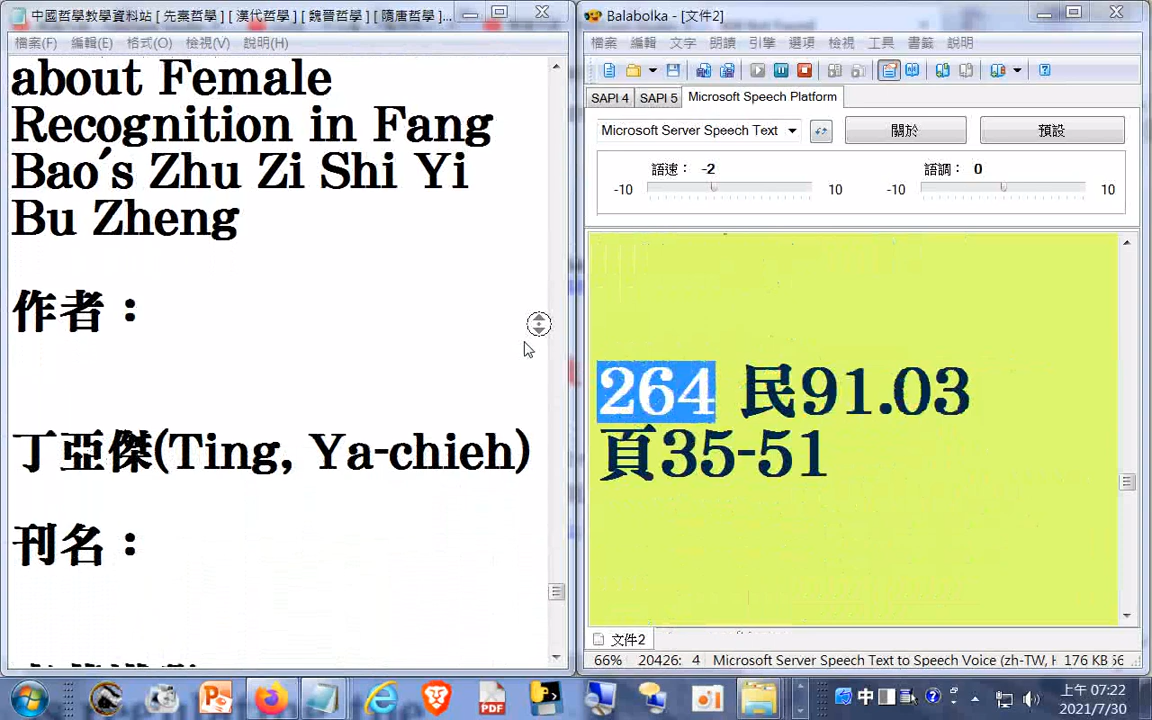 中國哲學教學資料站 [ 先秦哲學 ] [ 漢代哲學 ] [ 魏晉哲學 ] [ 隋唐哲學 ]...
檔案(F) 編輯(E) 格式(O) 檢視(V) 說明(H)
about Female
Recognition in Fang
Bao's Zhu Zi Shi Yi
Bu Zheng
作者：
丁亞傑(Ting, Ya-chieh)
刊名：
Balabolka - [文件2]
檔案 編輯 文字 朗讀 引擎 選項 檢視 工具 書籤 說明
SAPI 4 SAPI 5 Microsoft Speech Platform
Microsoft Server Speech Text 關於 預設
語速： -2 語調： 0
-10 10 -10 10
264 民91.03
頁35-51
文件2
66% 20426: 4 Microsoft Server Speech Text to Speech Voice (zh-TW, H 176 KB
中 上午 07:22
2021/7/30